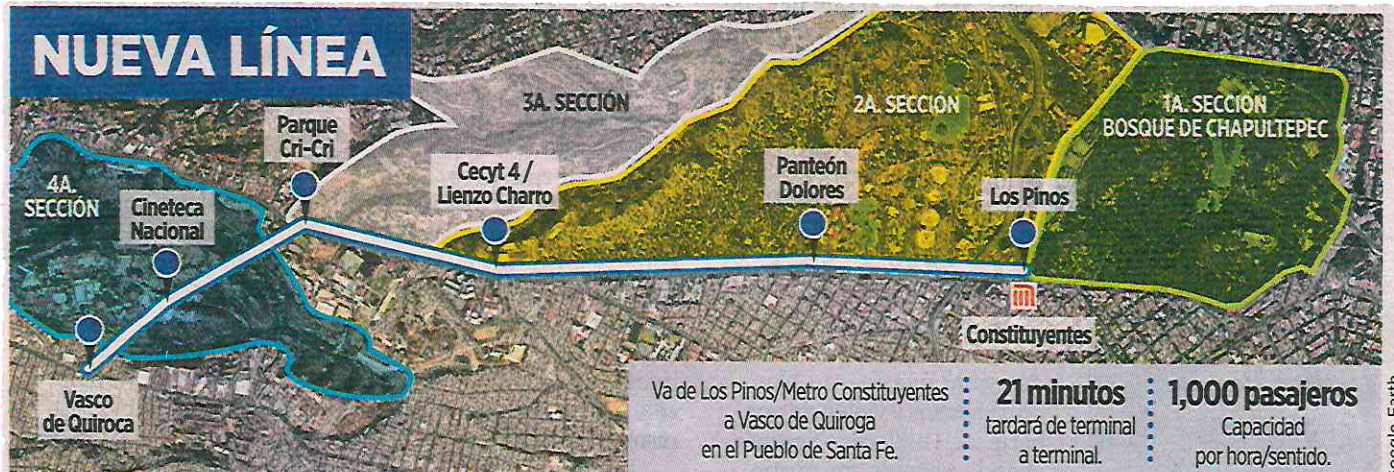 NUEVA LÍNEA
3A. SECCIÓN
2A. SECCIÓN
1A. SECCIÓN
BOSQUE DE CHAPULTEPEC
Parque
Cri-Cri
Cecyt 4 /
Lienzo Charro
Panteón
Dolores
Los Pinos
4A.
SECCIÓN
Cineteca
Nacional
Constituyentes
Vasco
de Quiroca
Va de Los Pinos/Metro Constituyentes
a Vasco de Quiroga
en el Pueblo de Santa Fe.
21 minutos
tardará de terminal
a terminal.
1,000 pasajeros
Capacidad
por hora/sentido.
Earth